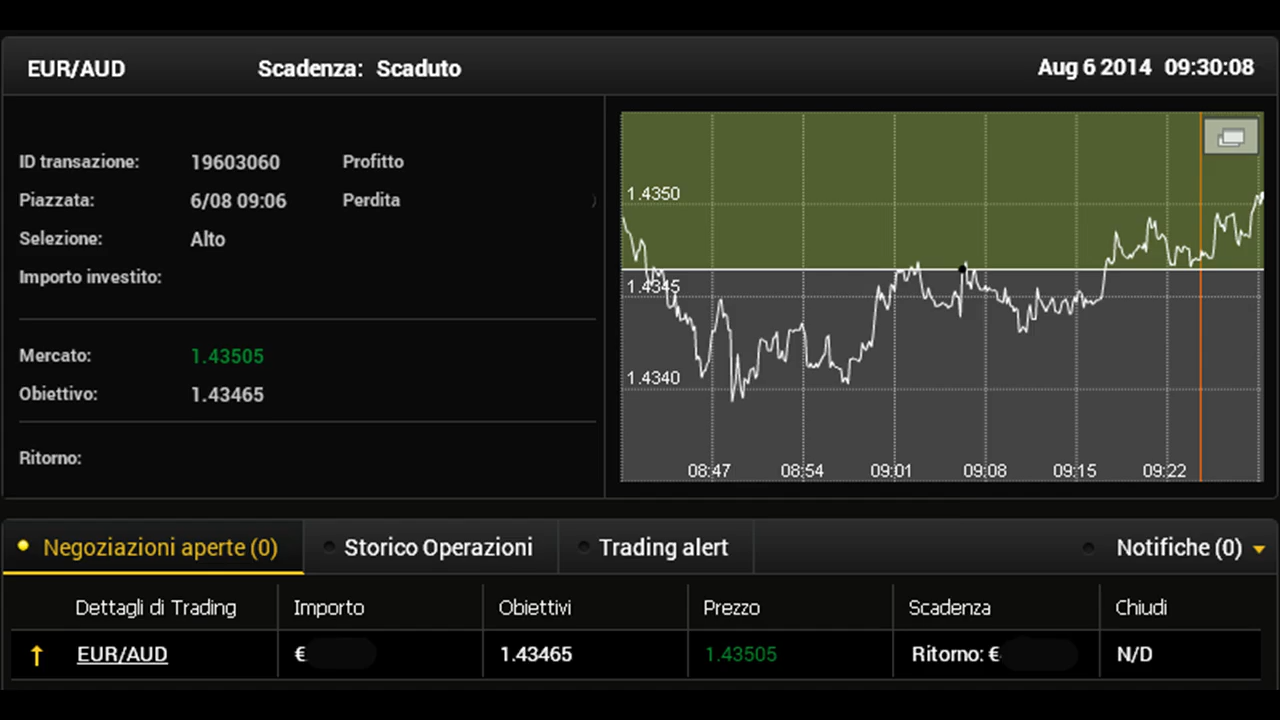 EUR/AUD Scadenza: Scaduto Aug 6 2014 09:30:08
ID transazione: 19603060 Profitto
Piazzata: 6/08 09:06 Perdita
Selezione: Alto
Importo investito:
Mercato: 1.43505
Obiettivo: 1.43465
Ritorno:
1.4350
1.4345
1.4340
08:47 08:54 09:01 09:08 09:15 09:22
Negoziazioni aperte (0) Storico Operazioni Trading alert Notifiche (0)
Dettagli di Trading Importo Obiettivi Prezzo Scadenza Chiudi
EUR/AUD € 1.43465 1.43505 Ritorno: € N/D